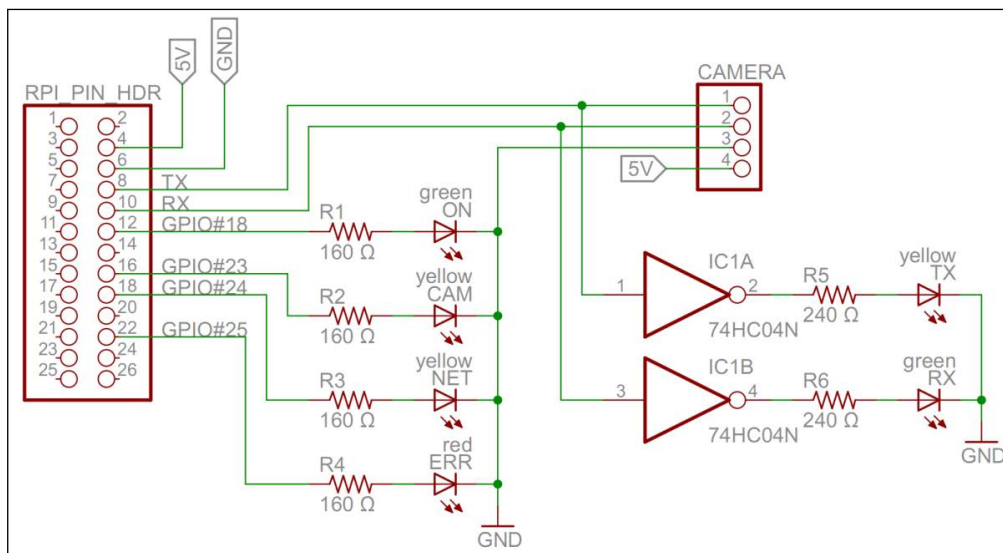 5V
GND
RPI_PIN_HDR
1 2
3 4
5 6
7 8
9 10
11 12
13 14
15 16
17 18
19 20
21 22
23 24
25 26
TX
RX
GPIO#18
GPIO#23
GPIO#24
GPIO#25
R1
160 Ω
green
ON
R2
160 Ω
yellow
CAM
R3
160 Ω
yellow
NET
R4
160 Ω
red
ERR
GND
CAMERA
1
2
3
4
5V
IC1A
1 2
74HC04N
R5
240 Ω
yellow
TX
IC1B
3 4
74HC04N
R6
240 Ω
green
RX
GND